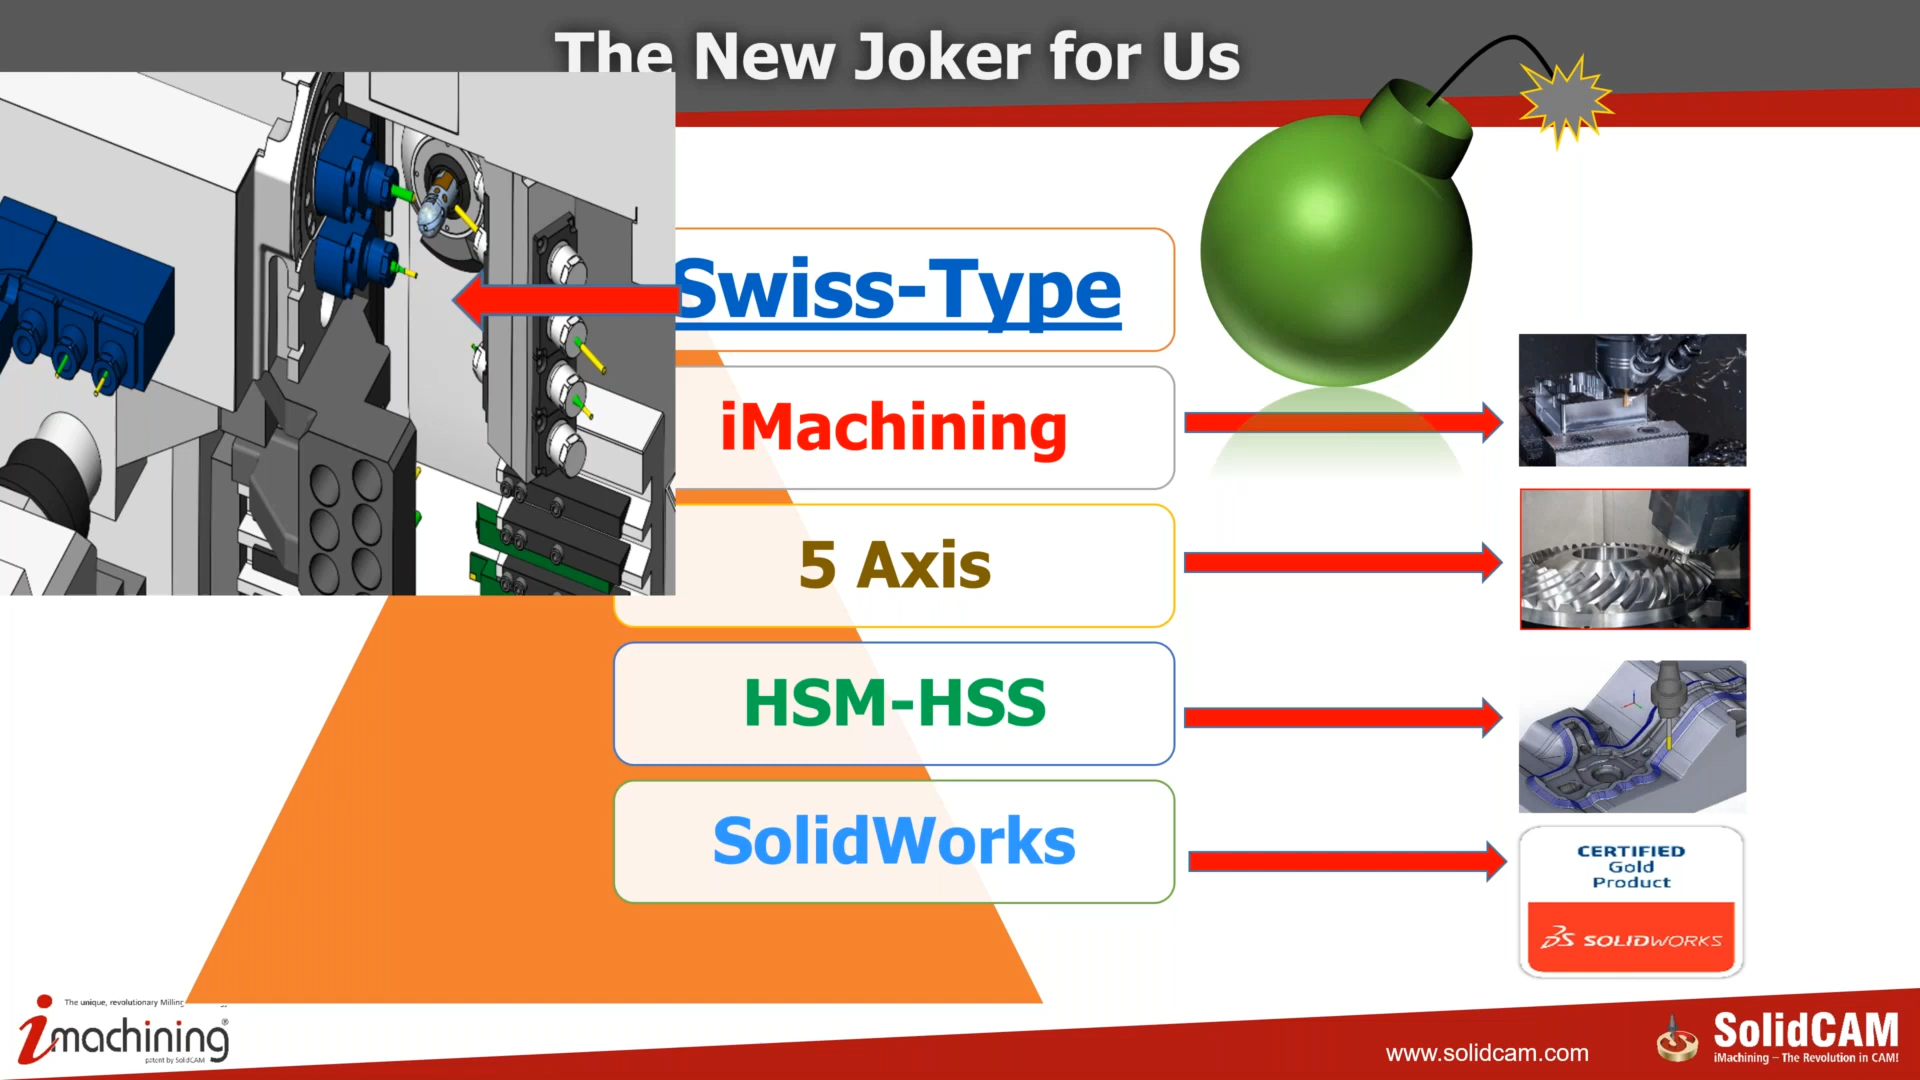 The New Joker for Us
Swiss-Type
iMachining
5 Axis
HSM-HSS
SolidWorks
CERTIFIED
Gold
Product
SOLIDWORKS
The unique, revolutionary Milling
imachining®
patent by SolidCAM
www.solidcam.com
SolidCAM
iMachining – The Revolution in CAM!